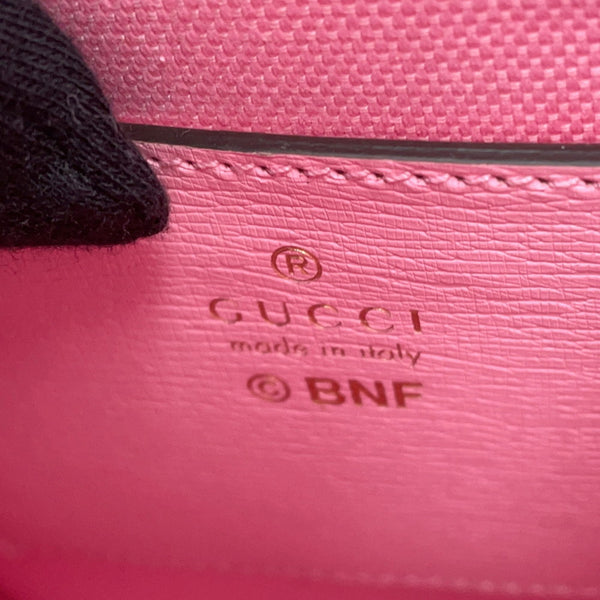 ®
GUCCI
made in italy
© BNF